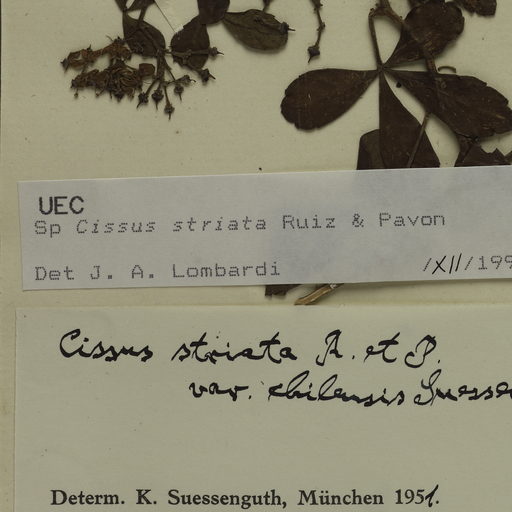 UEC
Sp Cissus striata Ruiz & Pavon
Det J. A. Lombardi /XII/199
Cissus striata R. et P.
var. chilensis Suessen
Determ. K. Suessenguth, München 1951.